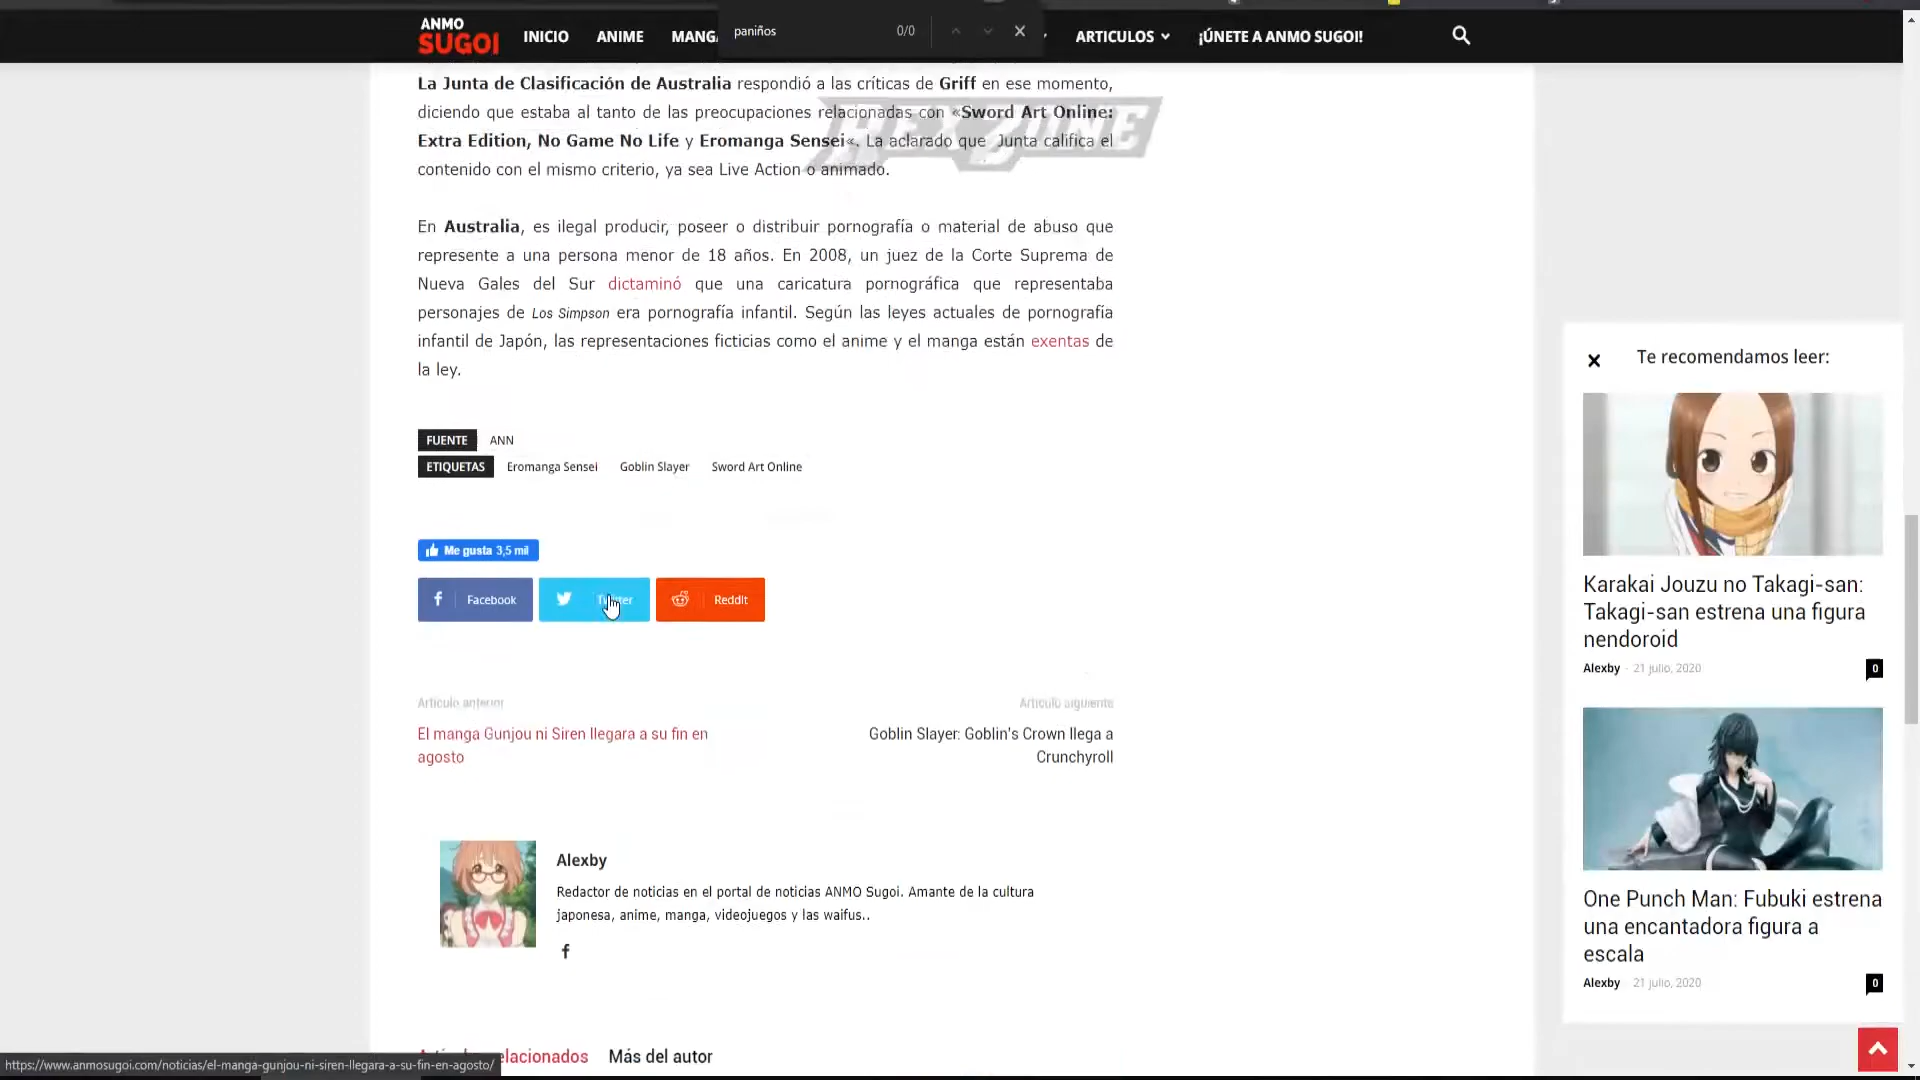 ANMO
SUGOI
INICIO
ANIME
MANGA
paniños
0/0
ARTICULOS
¡ÚNETE A ANMO SUGOI!
La Junta de Clasificación de Australia respondió a las críticas de Griff en ese momento,
diciendo que estaba al tanto de las preocupaciones relacionadas con «Sword Art Online:
Extra Edition, No Game No Life y Eromanga Sensei«. La aclarado que Junta califica el
contenido con el mismo criterio, ya sea Live Action o animado.
En Australia, es ilegal producir, poseer o distribuir pornografía o material de abuso que
represente a una persona menor de 18 años. En 2008, un juez de la Corte Suprema de
Nueva Gales del Sur dictaminó que una caricatura pornográfica que representaba
personajes de Los Simpson era pornografía infantil. Según las leyes actuales de pornografía
infantil de Japón, las representaciones ficticias como el anime y el manga están exentas de
la ley.
FUENTE ANN
ETIQUETAS Eromanga Sensei Goblin Slayer Sword Art Online
Me gusta 3,5 mil
Facebook
Twitter
Reddit
Artículo anterior
El manga Gunjou ni Siren llegara a su fin en
agosto
Artículo siguiente
Goblin Slayer: Goblin's Crown llega a
Crunchyroll
Alexby
Redactor de noticias en el portal de noticias ANMO Sugoi. Amante de la cultura
japonesa, anime, manga, videojuegos y las waifus..
relacionados
Más del autor
https://www.anmosugoi.com/noticias/el-manga-gunjou-ni-siren-llegara-a-su-fin-en-agosto/
Te recomendamos leer:
Karakai Jouzu no Takagi-san:
Takagi-san estrena una figura
nendoroid
Alexby - 21 julio, 2020
0
One Punch Man: Fubuki estrena
una encantadora figura a
escala
Alexby - 21 julio, 2020
0